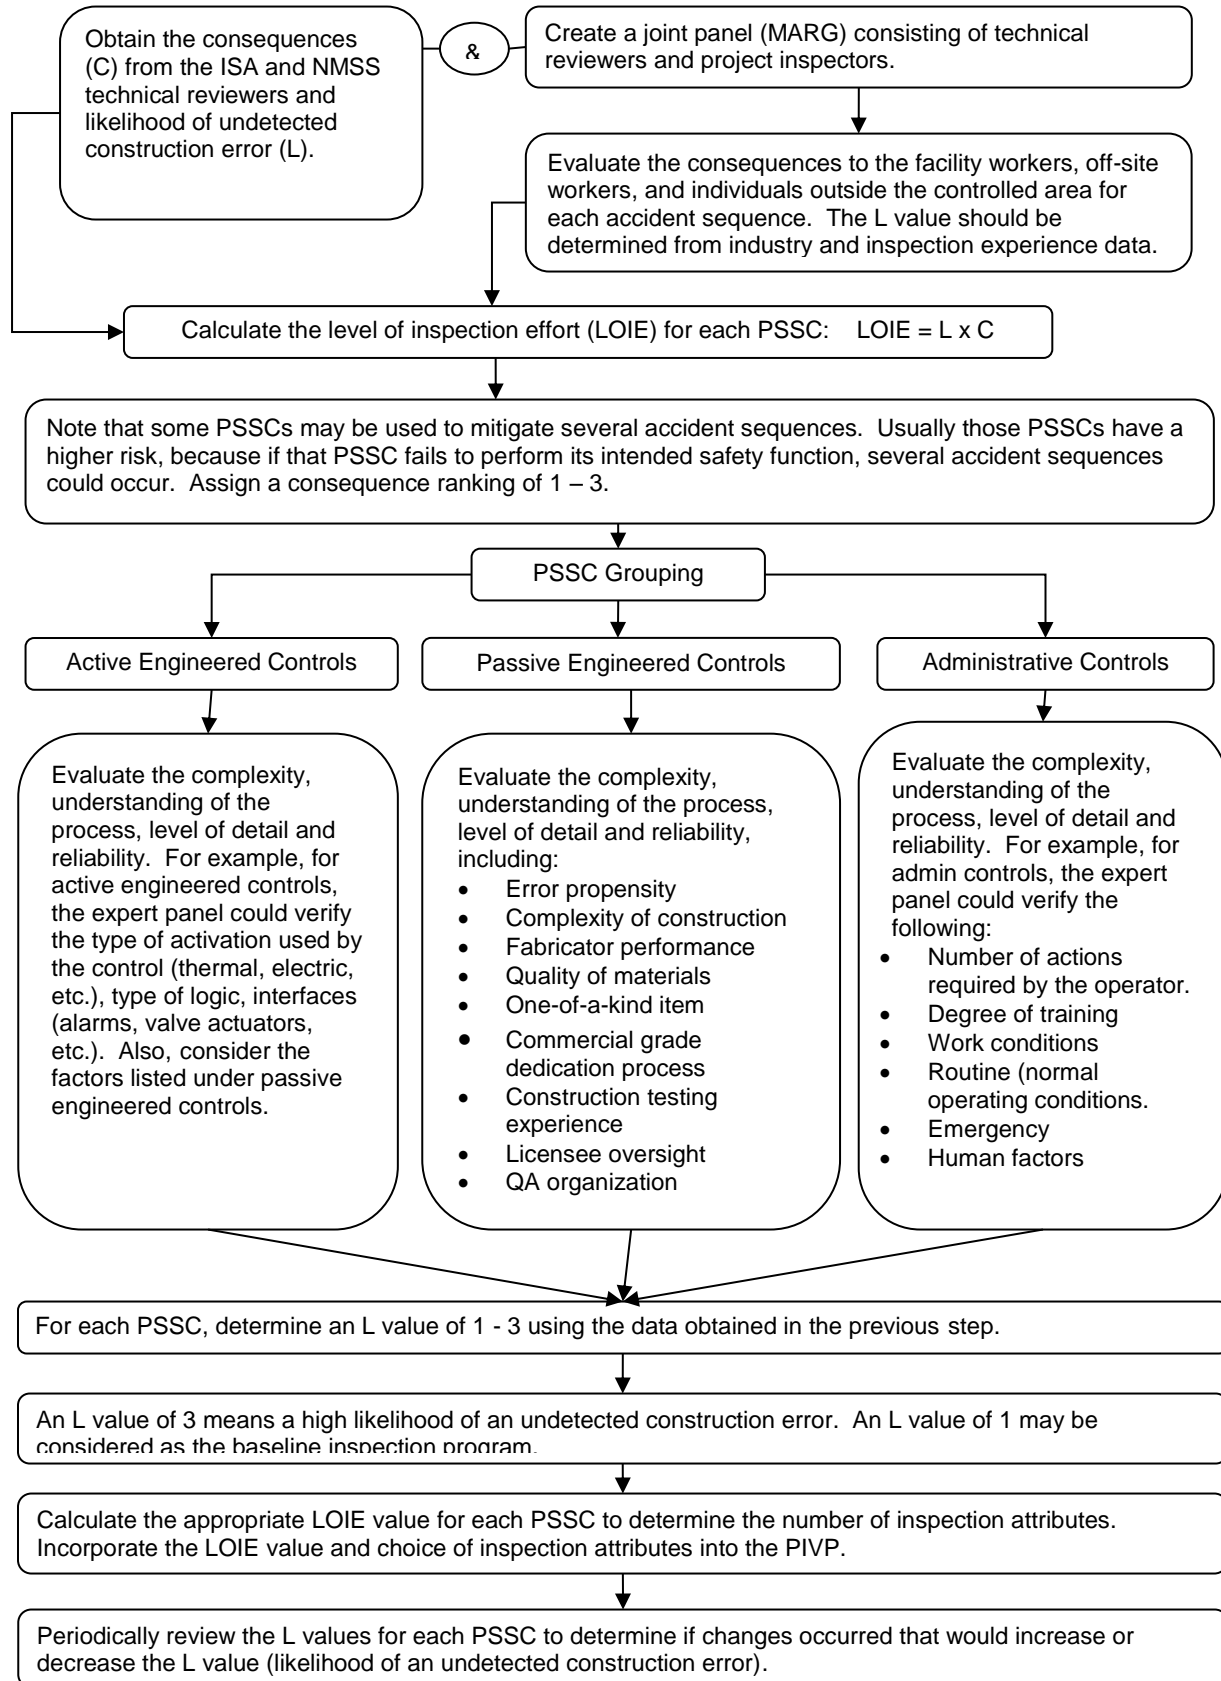 Obtain the consequences
(C) from the ISA and NMSS
technical reviewers and
likelihood of undetected
construction error (L).
&
Create a joint panel (MARG) consisting of technical
reviewers and project inspectors.
Evaluate the consequences to the facility workers, off-site
workers, and individuals outside the controlled area for
each accident sequence.  The L value should be
determined from industry and inspection experience data.
Calculate the level of inspection effort (LOIE) for each PSSC:    LOIE = L x C
Note that some PSSCs may be used to mitigate several accident sequences.  Usually those PSSCs have a
higher risk, because if that PSSC fails to perform its intended safety function, several accident sequences
could occur.  Assign a consequence ranking of 1 – 3.
PSSC Grouping
Active Engineered Controls
Passive Engineered Controls
Administrative Controls
Evaluate the complexity,
understanding of the
process, level of detail and
reliability.  For example, for
active engineered controls,
the expert panel could verify
the type of activation used by
the control (thermal, electric,
etc.), type of logic, interfaces
(alarms, valve actuators,
etc.).  Also, consider the
factors listed under passive
engineered controls.
Evaluate the complexity,
understanding of the process,
level of detail and reliability,
including:
• Error propensity
• Complexity of construction
• Fabricator performance
• Quality of materials
• One-of-a-kind item
• Commercial grade
dedication process
• Construction testing
experience
• Licensee oversight
• QA organization
Evaluate the complexity,
understanding of the
process, level of detail and
reliability.  For example, for
admin controls, the expert
panel could verify the
following:
• Number of actions
required by the operator.
• Degree of training
• Work conditions
• Routine (normal
operating conditions.
• Emergency
• Human factors
For each PSSC, determine an L value of 1 - 3 using the data obtained in the previous step.
An L value of 3 means a high likelihood of an undetected construction error.  An L value of 1 may be
considered as the baseline inspection program.
Calculate the appropriate LOIE value for each PSSC to determine the number of inspection attributes.
Incorporate the LOIE value and choice of inspection attributes into the PIVP.
Periodically review the L values for each PSSC to determine if changes occurred that would increase or
decrease the L value (likelihood of an undetected construction error).